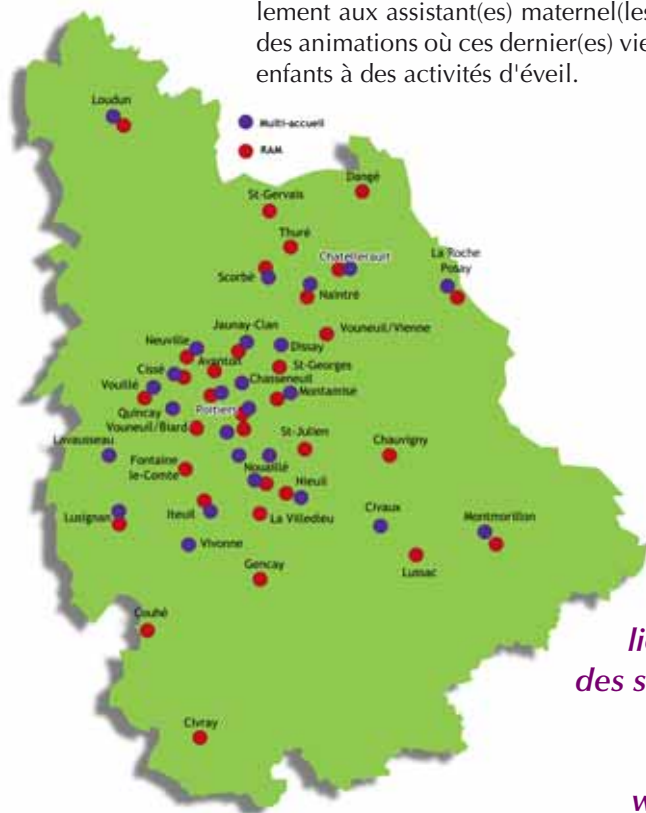 lement aux assistant(es) maternel(les
des animations où ces dernier(es) vie
enfants à des activités d'éveil.
Loudun
Multi-accueil
RAM
Dangé
St-Gervais
Thuré
Chatellerault
La Roche
Posay
Scorbé
Naintré
Jaunay-Clan
Vouneuil/Vienne
Neuville
Dissay
Avanton
St-Georges
Cissé
Chasseneuil
Vouillé
Montamisé
Quincay
Poitiers
Vouneuil/Biard
St-Julien
Lavausseau
Chauvigny
Fontaine
le-Comte
Nouaillé
Nieuil
Civaux
Lusignan
Iteuil
La Villedieu
Montmorillon
Vivonne
Lussac
Gencay
Couhé
lie
des s
Civray
w